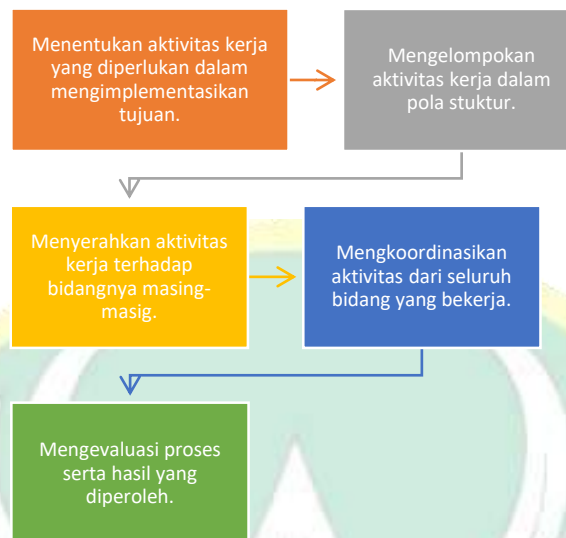 Menentukan aktivitas kerja
yang diperlukan dalam
mengimplementasikan
tujuan.
Mengelompokan
aktivitas kerja dalam
pola stuktur.
Menyerahkan aktivitas
kerja terhadap
bidangnya masing-
masig.
Mengkoordinasikan
aktivitas dari seluruh
bidang yang bekerja.
Mengevaluasi proses
serta hasil yang
diperoleh.